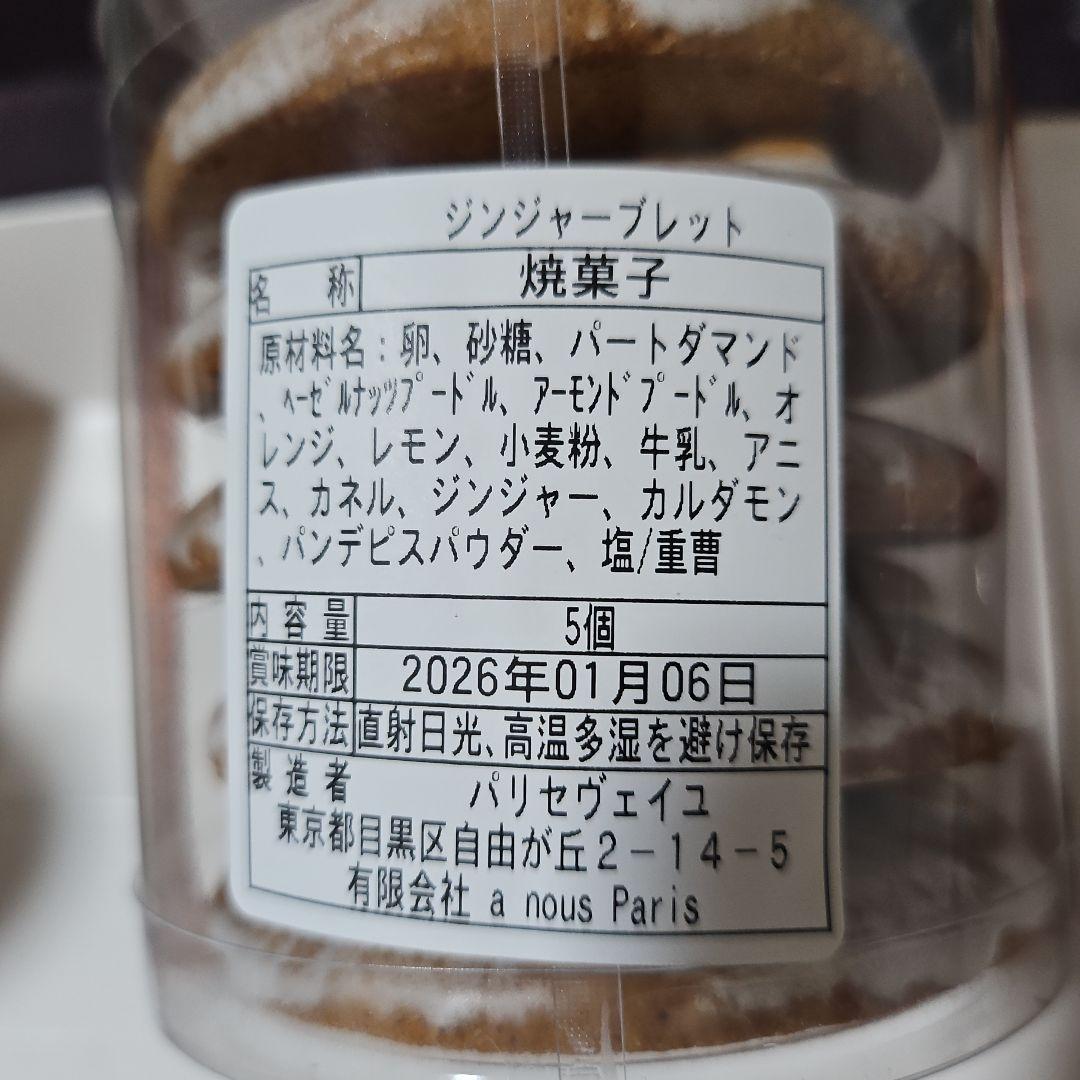 ジンジャーブレット
名 称 焼菓子
原材料名：卵、砂糖、パートダマンド
、ﾍｰｾﾞﾙﾅｯﾂﾌﾟｰﾄﾞﾙ、ｱｰﾓﾝﾄﾞﾌﾟｰﾄﾞﾙ、オ
レンジ、レモン、小麦粉、牛乳、アニ
ス、カネル、ジンジャー、カルダモン
、パンデピスパウダー、塩/重曹
内容量 5個
賞味期限 2026年01月06日
保存方法 直射日光、高温多湿を避け保存
製造者 パリセヴェイユ
東京都目黒区自由が丘２－１４－５
有限会社 a nous Paris